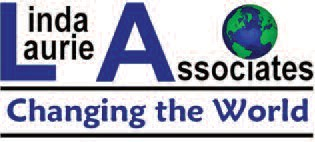 Linda
Laurie Associates
Changing the World